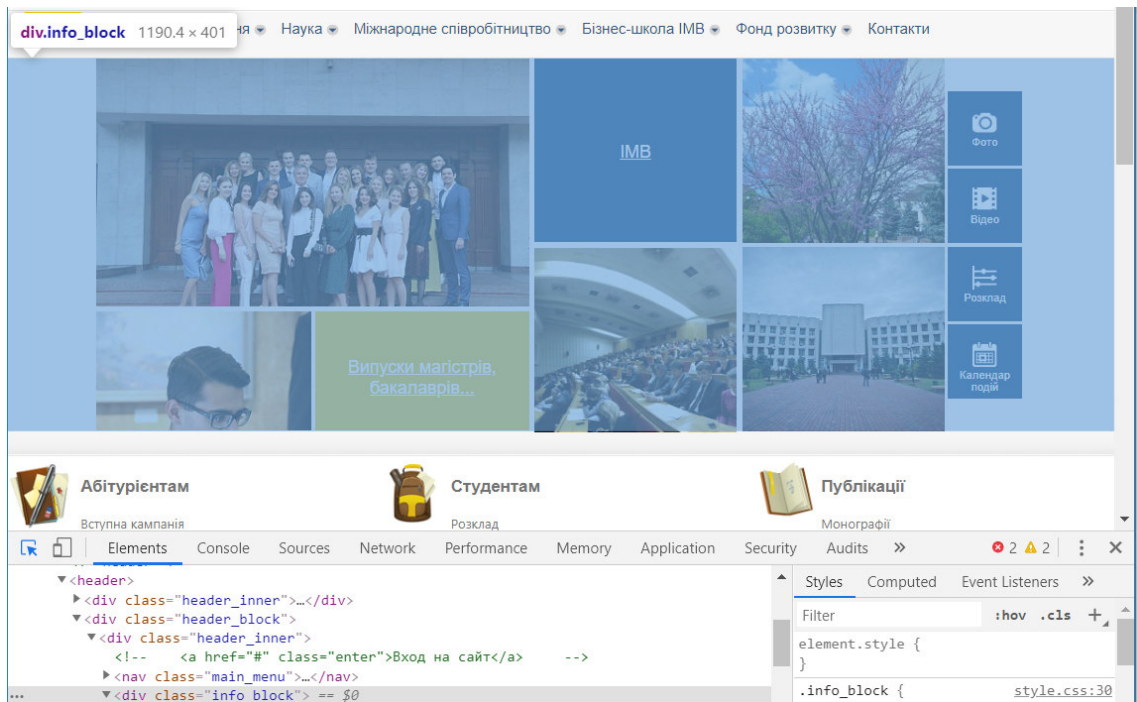 div.info_block 1190.4 × 401
ня Наука Міжнародне співробітництво Бізнес-школа ІМВ Фонд розвитку Контакти
Фото
ІМВ
Відео
Розклад
Випуски магістрів,
бакалаврів...
Календар
подій
Абітурієнтам Студентам Публікації
Вступна кампанія Розклад Монографії
Elements Console Sources Network Performance Memory Application Security Audits » 2 2
<header> Styles Computed Event Listeners »
<div class="header_inner">…</div>
<div class="header_block"> Filter :hov .cls +
<div class="header_inner">
<!-- <a href="#" class="enter">Вход на сайт</a> --> element.style {
<nav class="main_menu">…</nav> }
... <div class="info_block"> == $0 .info_block { style.css:30